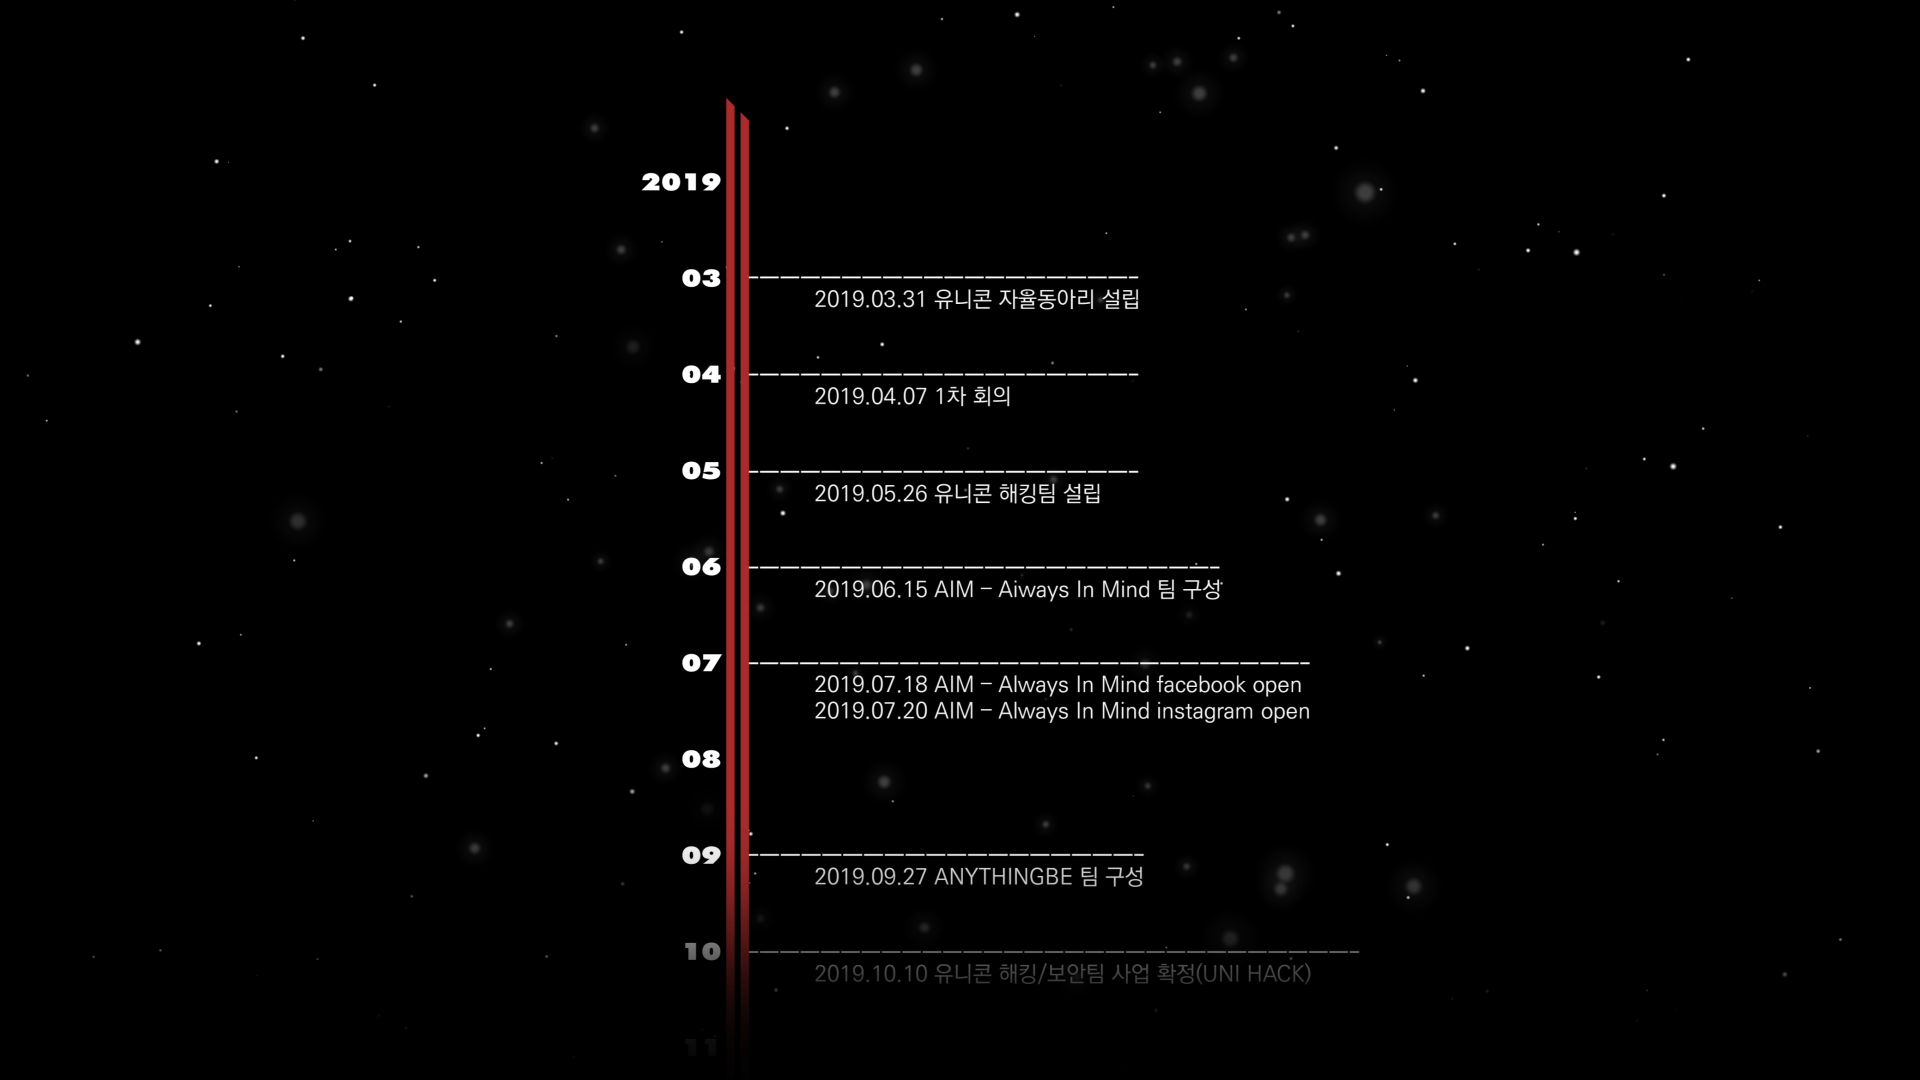 2019
03
2019.03.31 유니콘 자율동아리 설립
04
2019.04.07 1차 회의
05
2019.05.26 유니콘 해킹팀 설립
06
2019.06.15 AIM - Aiways In Mind 팀 구성
07
2019.07.18 AIM - Always In Mind facebook open
2019.07.20 AIM - Always In Mind instagram open
08
09
2019.09.27 ANYTHINGBE 팀 구성
10
2019.10.10 유니콘 해킹/보안팀 사업 확정(UNI HACK)
11